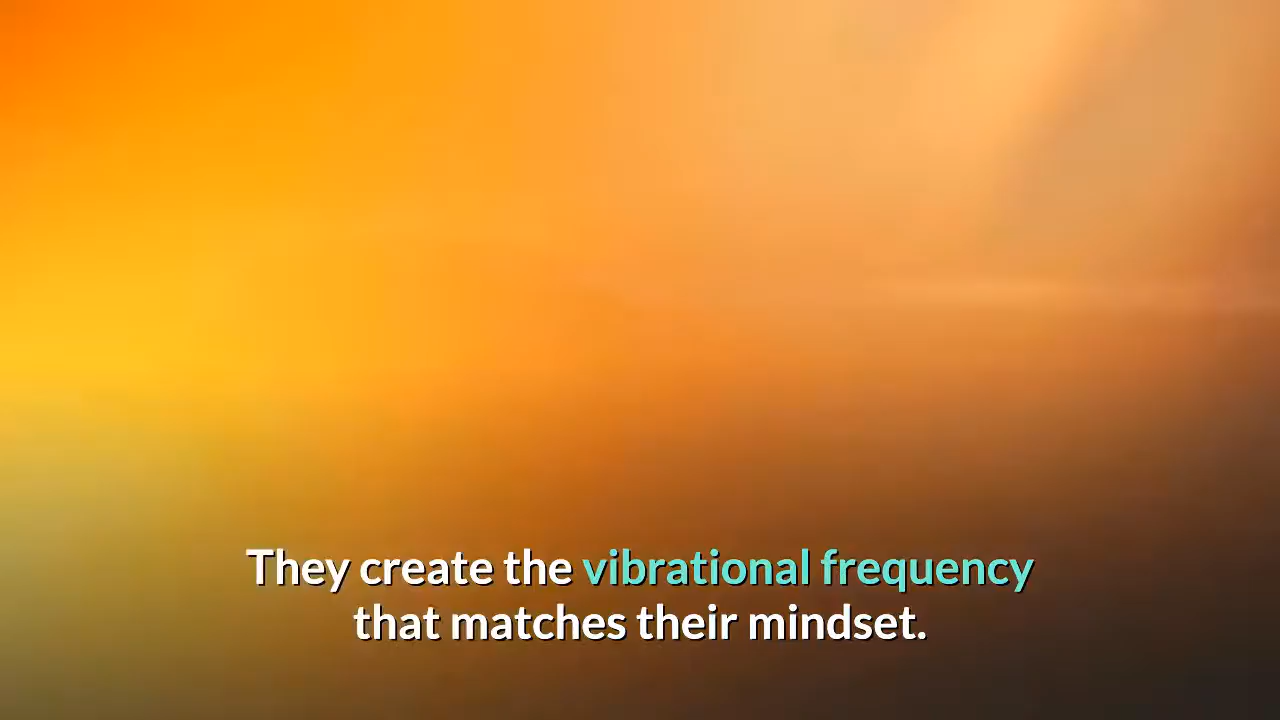 They create the vibrational frequency
that matches their mindset.